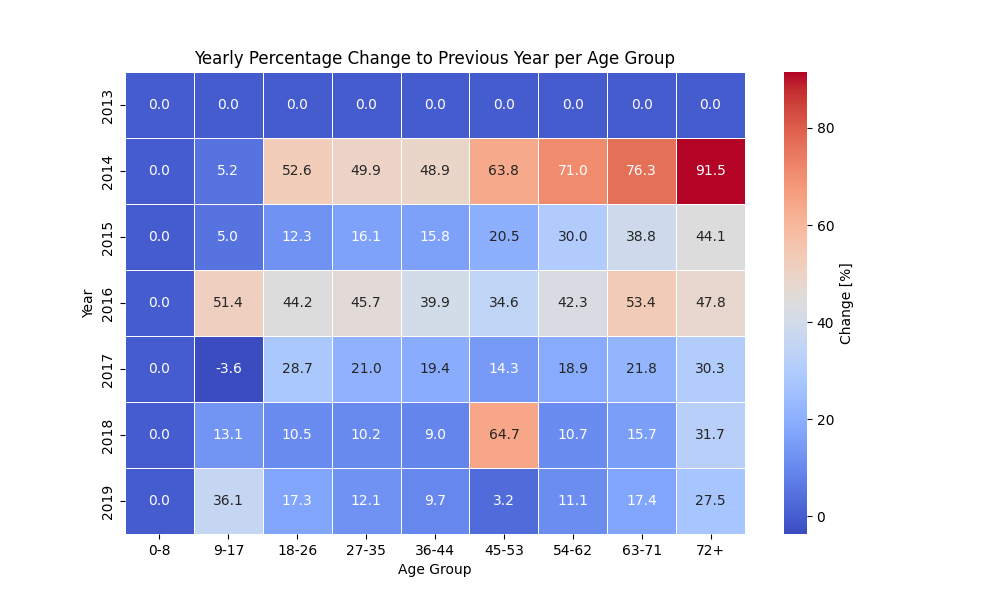 Yearly Percentage Change to Previous Year per Age Group
2013 0.0 0.0 0.0 0.0 0.0 0.0 0.0 0.0 0.0
2014 0.0 5.2 52.6 49.9 48.9 63.8 71.0 76.3 91.5
2015 0.0 5.0 12.3 16.1 15.8 20.5 30.0 38.8 44.1
2016 0.0 51.4 44.2 45.7 39.9 34.6 42.3 53.4 47.8
2017 0.0 -3.6 28.7 21.0 19.4 14.3 18.9 21.8 30.3
2018 0.0 13.1 10.5 10.2 9.0 64.7 10.7 15.7 31.7
2019 0.0 36.1 17.3 12.1 9.7 3.2 11.1 17.4 27.5
0-8 9-17 18-26 27-35 36-44 45-53 54-62 63-71 72+
Age Group
Year
80
60
40
20
0
Change [%]